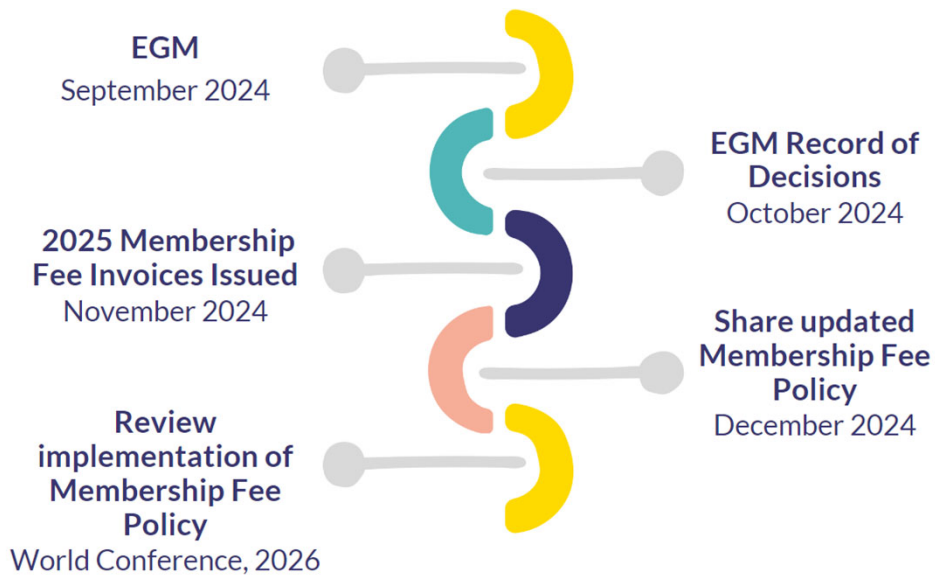 EGM
September 2024
EGM Record of
Decisions
October 2024
2025 Membership
Fee Invoices Issued
November 2024
Share updated
Membership Fee
Policy
December 2024
Review
implementation of
Membership Fee
Policy
World Conference, 2026